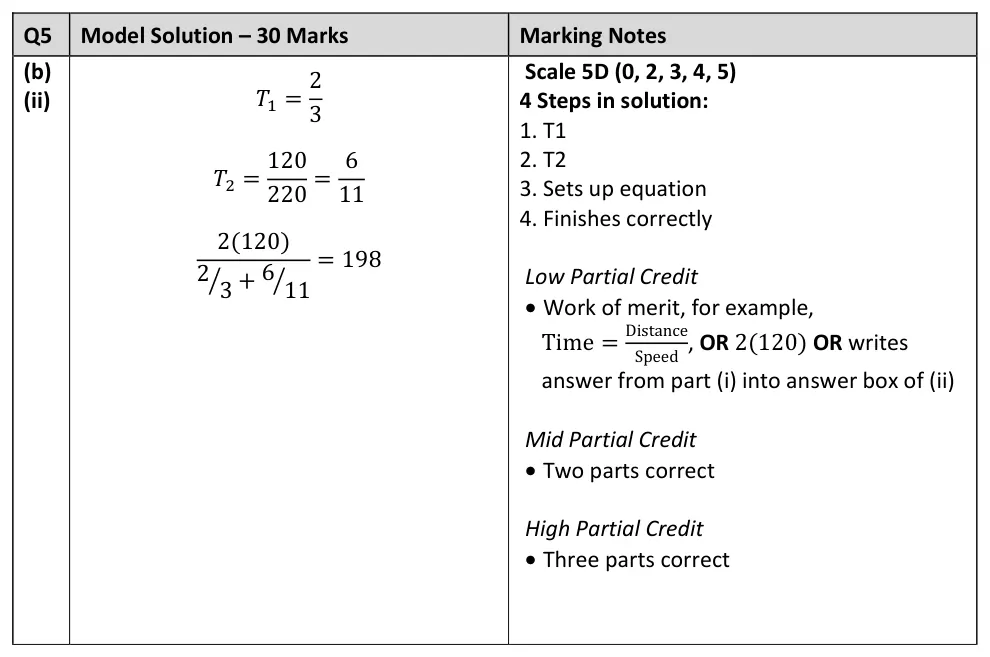 Q5 Model Solution – 30 Marks Marking Notes
(b)
(ii)
T₁ = 2/3
T₂ = 120/220 = 6/11
2(120)/(2/3 + 6/11) = 198
Scale 5D (0, 2, 3, 4, 5)
4 Steps in solution:
1. T1
2. T2
3. Sets up equation
4. Finishes correctly
Low Partial Credit
• Work of merit, for example,
Time = Distance/Speed, OR 2(120) OR writes
answer from part (i) into answer box of (ii)
Mid Partial Credit
• Two parts correct
High Partial Credit
• Three parts correct